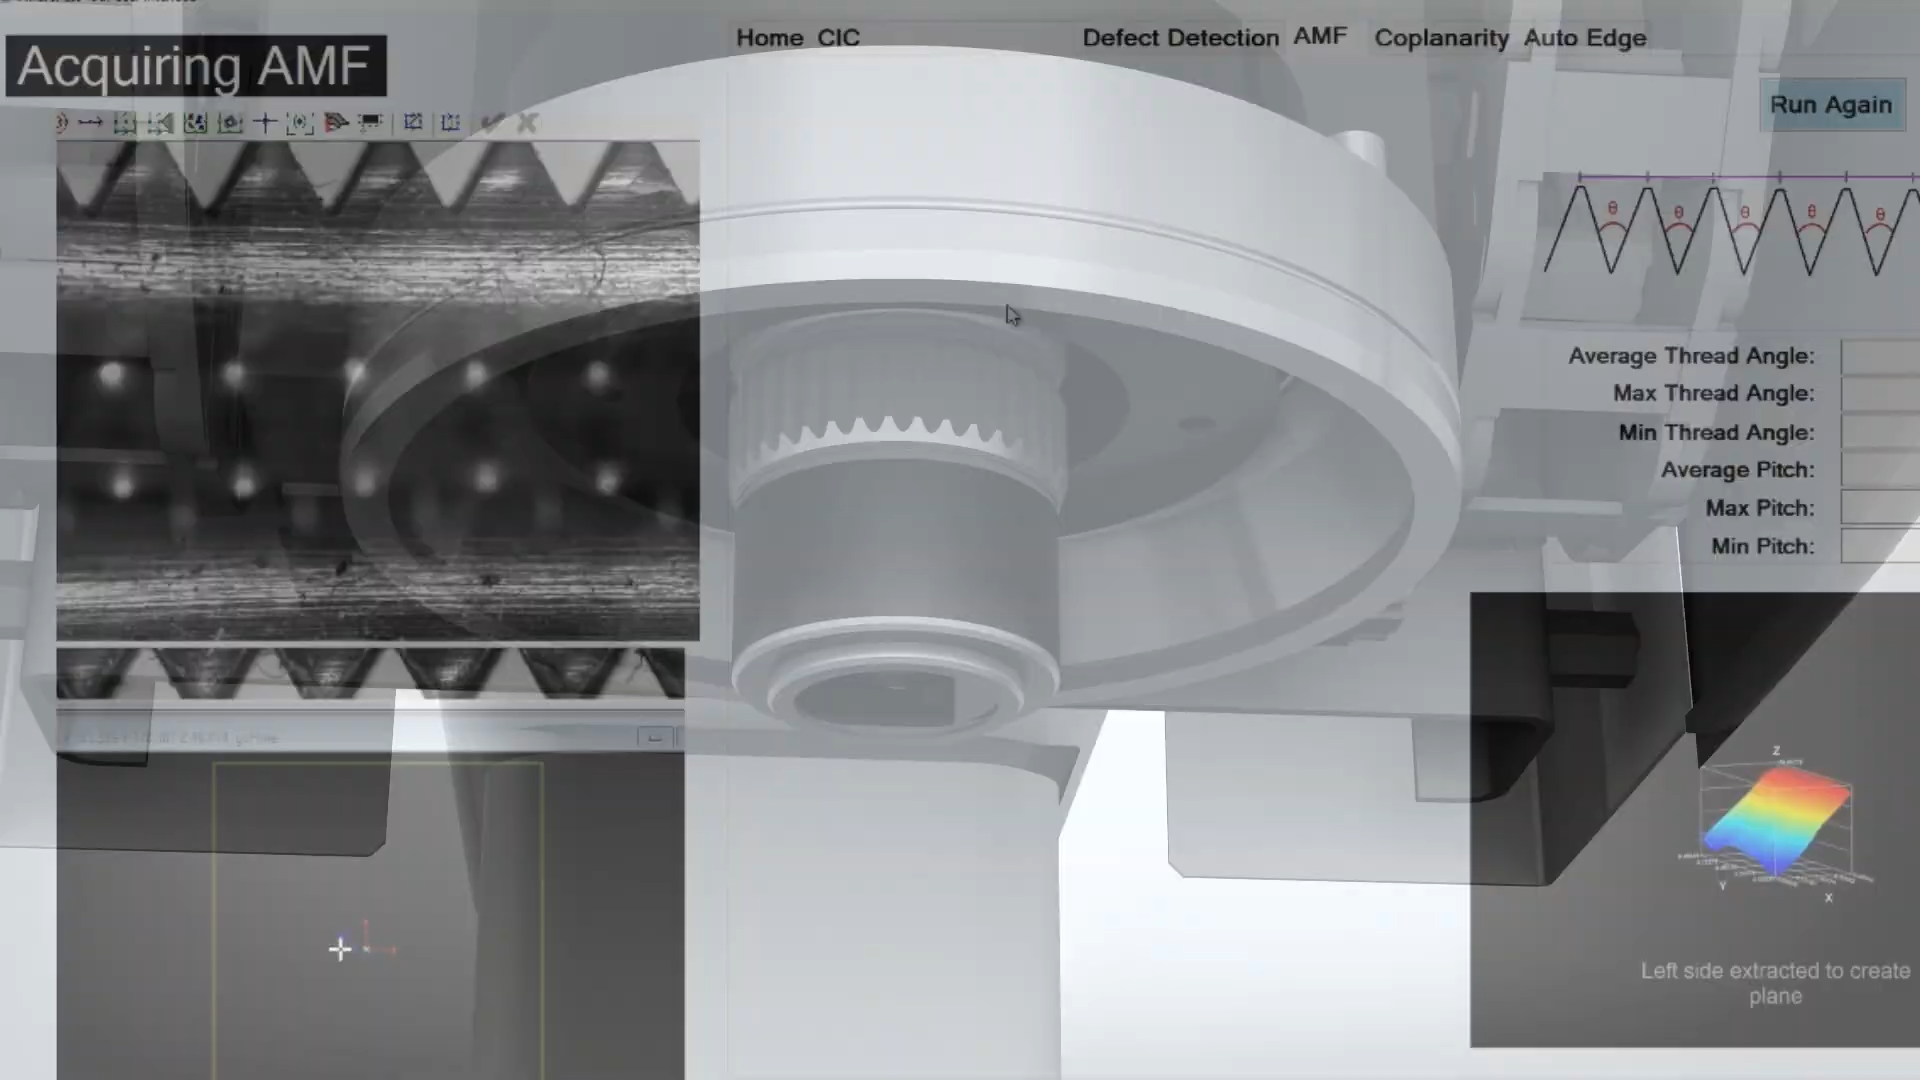 Home CIC Defect Detection AMF Coplanarity Auto Edge
Acquiring AMF
Run Again
θ θ θ θ θ
Average Thread Angle:
Max Thread Angle:
Min Thread Angle:
Average Pitch:
Max Pitch:
Min Pitch:
Z
Y
X
Left side extracted to create
plane